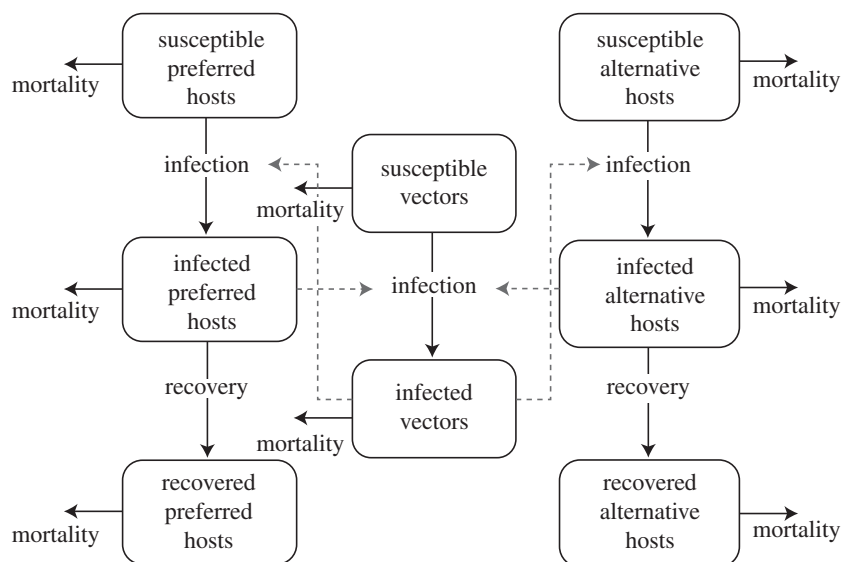 susceptible
preferred
hosts
mortality
infection
infected
preferred
hosts
mortality
recovery
recovered
preferred
hosts
mortality
susceptible
vectors
mortality
infection
infected
vectors
mortality
susceptible
alternative
hosts
mortality
infection
infected
alternative
hosts
mortality
recovery
recovered
alternative
hosts
mortality